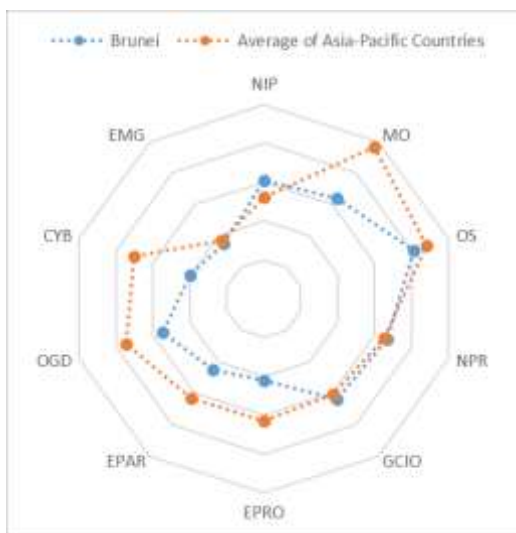 Brunei Average of Asia-Pacific Countries
NIP
EMG MO
CYB OS
OGD NPR
EPAR GCIO
EPRO